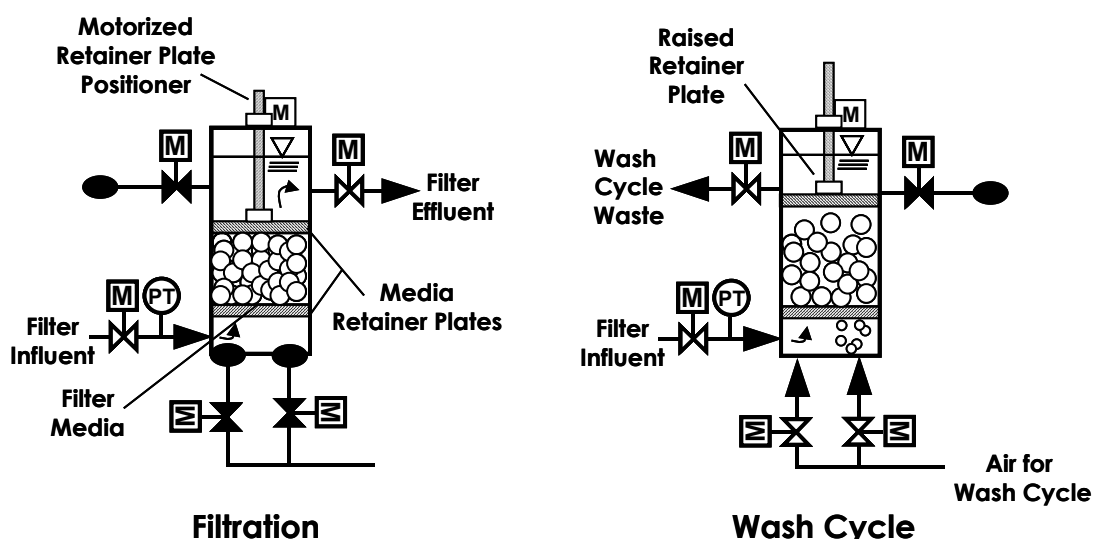 Motorized
Retainer Plate
Positioner
M
M
M
Filter
Effluent
M
PT
Media
Retainer Plates
Filter
Influent
Filter
Media
M
M
Filtration
Raised
Retainer
Plate
M
M
M
Wash
Cycle
Waste
M
PT
Filter
Influent
M
M
Air for
Wash Cycle
Wash Cycle